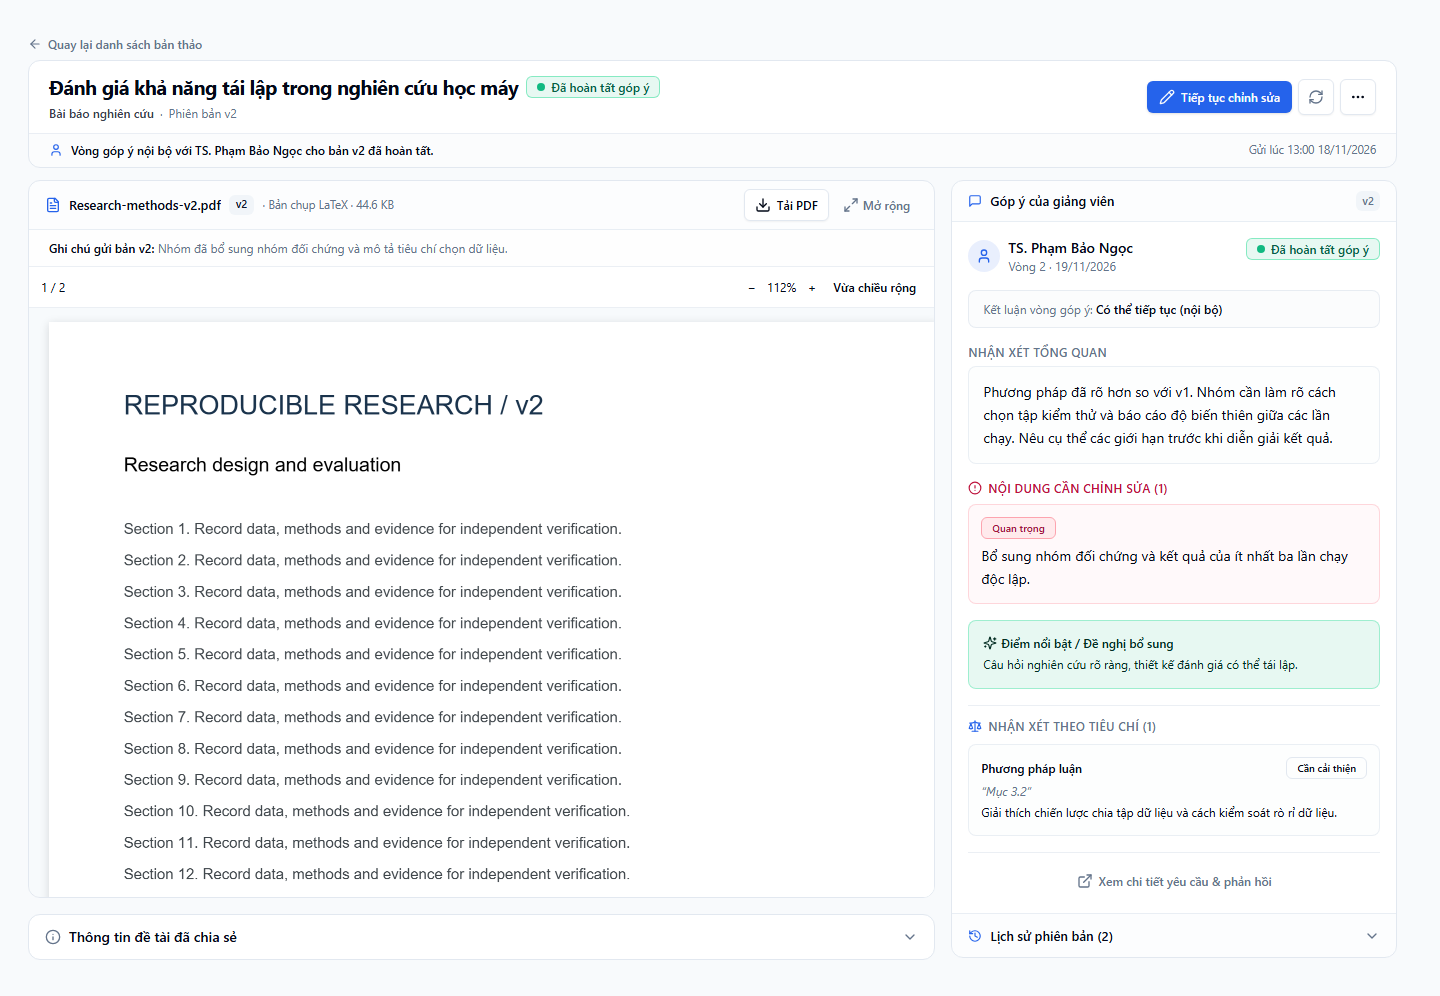 Quay lại danh sách bản thảo
Đánh giá khả năng tái lập trong nghiên cứu học máy
Đã hoàn tất góp ý
Bài báo nghiên cứu · Phiên bản v2
Tiếp tục chỉnh sửa
Vòng góp ý nội bộ với TS. Phạm Bảo Ngọc cho bản v2 đã hoàn tất.
Gửi lúc 13:00 18/11/2026
Research-methods-v2.pdf v2 · Bản chụp LaTeX · 44.6 KB
Tải PDF
Mở rộng
Ghi chú gửi bản v2: Nhóm đã bổ sung nhóm đối chứng và mô tả tiêu chí chọn dữ liệu.
1 / 2
− 112% + Vừa chiều rộng
REPRODUCIBLE RESEARCH / v2
Research design and evaluation
Section 1. Record data, methods and evidence for independent verification.
Section 2. Record data, methods and evidence for independent verification.
Section 3. Record data, methods and evidence for independent verification.
Section 4. Record data, methods and evidence for independent verification.
Section 5. Record data, methods and evidence for independent verification.
Section 6. Record data, methods and evidence for independent verification.
Section 7. Record data, methods and evidence for independent verification.
Section 8. Record data, methods and evidence for independent verification.
Section 9. Record data, methods and evidence for independent verification.
Section 10. Record data, methods and evidence for independent verification.
Section 11. Record data, methods and evidence for independent verification.
Section 12. Record data, methods and evidence for independent verification.
Thông tin đề tài đã chia sẻ
Góp ý của giảng viên
v2
TS. Phạm Bảo Ngọc
Vòng 2 · 19/11/2026
Đã hoàn tất góp ý
Kết luận vòng góp ý: Có thể tiếp tục (nội bộ)
NHẬN XÉT TỔNG QUAN
Phương pháp đã rõ hơn so với v1. Nhóm cần làm rõ cách
chọn tập kiểm thử và báo cáo độ biến thiên giữa các lần
chạy. Nêu cụ thể các giới hạn trước khi diễn giải kết quả.
NỘI DUNG CẦN CHỈNH SỬA (1)
Quan trọng
Bổ sung nhóm đối chứng và kết quả của ít nhất ba lần chạy
độc lập.
Điểm nổi bật / Đề nghị bổ sung
Câu hỏi nghiên cứu rõ ràng, thiết kế đánh giá có thể tái lập.
NHẬN XÉT THEO TIÊU CHÍ (1)
Phương pháp luận
Cần cải thiện
“Mục 3.2”
Giải thích chiến lược chia tập dữ liệu và cách kiểm soát rò rỉ dữ liệu.
Xem chi tiết yêu cầu & phản hồi
Lịch sử phiên bản (2)